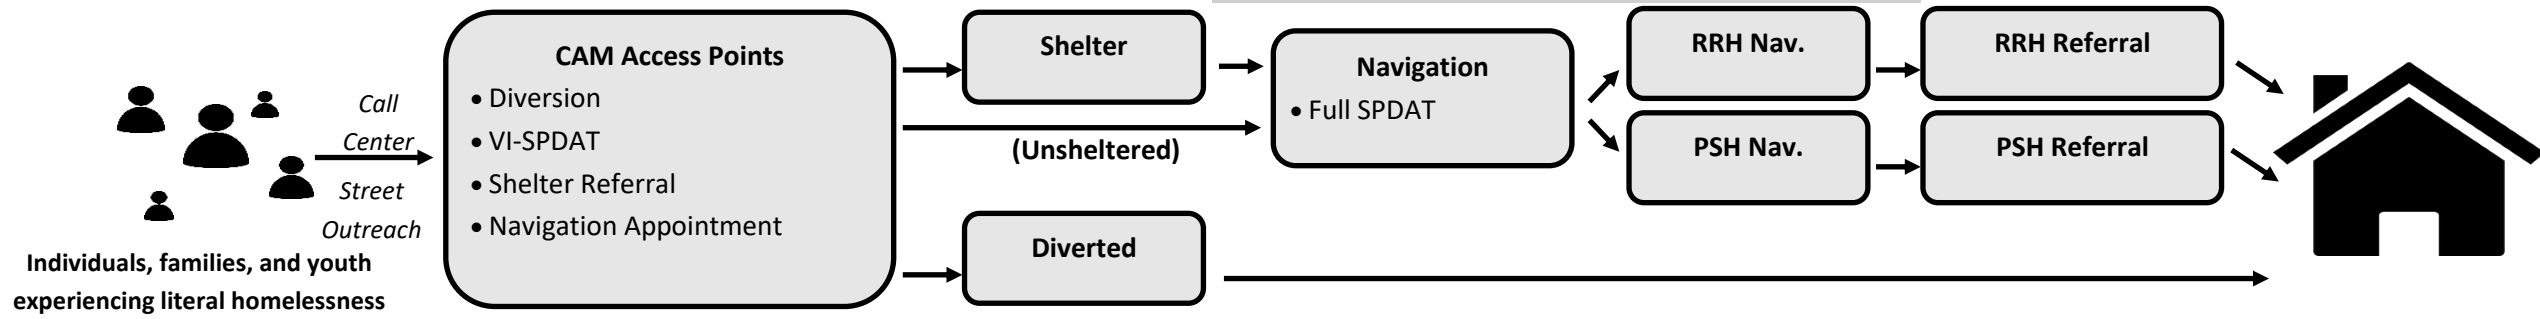 Individuals, families, and youth
experiencing literal homelessness
Call
Center
Street
Outreach
CAM Access Points
• Diversion
• VI-SPDAT
• Shelter Referral
• Navigation Appointment
Shelter
(Unsheltered)
Diverted
Navigation
• Full SPDAT
RRH Nav.
RRH Referral
PSH Nav.
PSH Referral